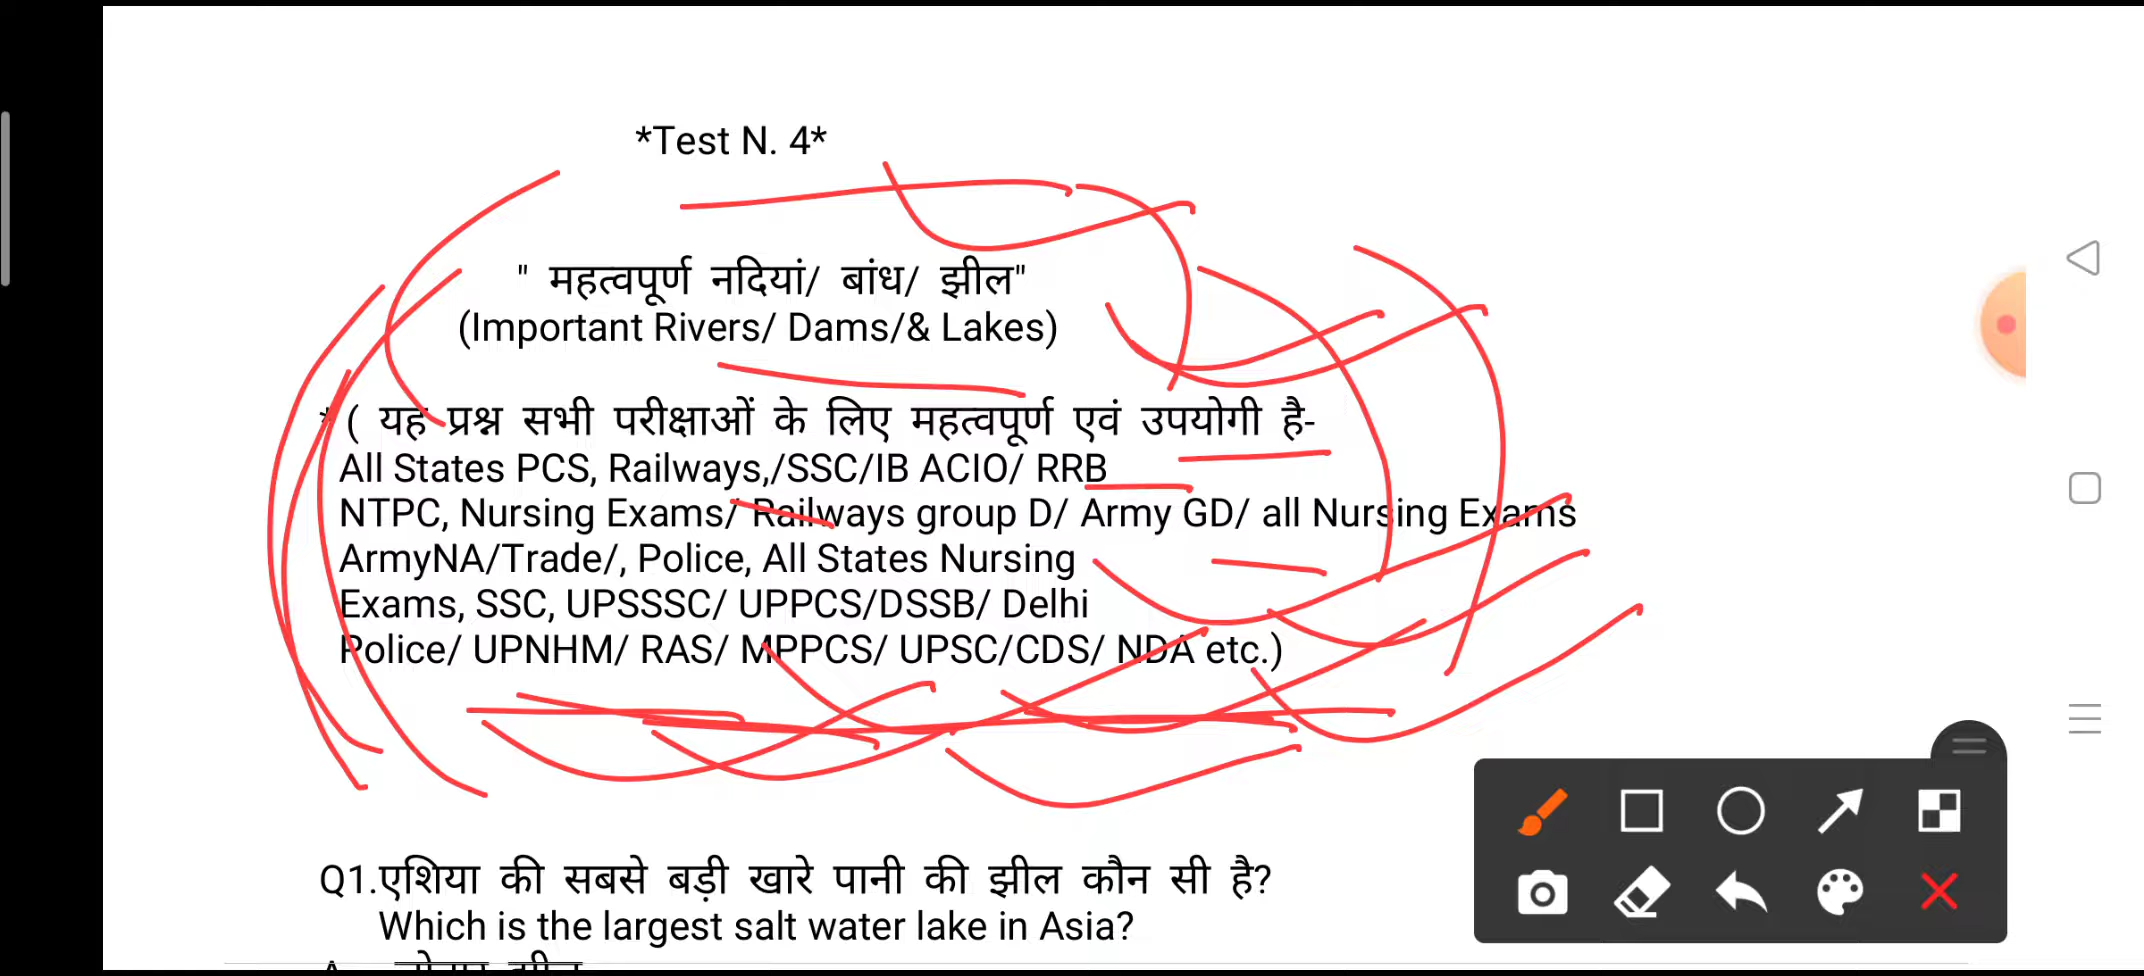 *Test N. 4*
" महत्वपूर्ण नदियां/ बांध/ झील"
(Important Rivers/ Dams/& Lakes)
*( यह प्रश्न सभी परीक्षाओं के लिए महत्वपूर्ण एवं उपयोगी है-
All States PCS, Railways,/SSC/IB ACIO/ RRB
NTPC, Nursing Exams/ Railways group D/ Army GD/ all Nursing Exams
ArmyNA/Trade/, Police, All States Nursing
Exams, SSC, UPSSSC/ UPPCS/DSSB/ Delhi
Police/ UPNHM/ RAS/ MPPCS/ UPSC/CDS/ NDA etc.)
Q1.एशिया की सबसे बड़ी खारे पानी की झील कौन सी है?
Which is the largest salt water lake in Asia?